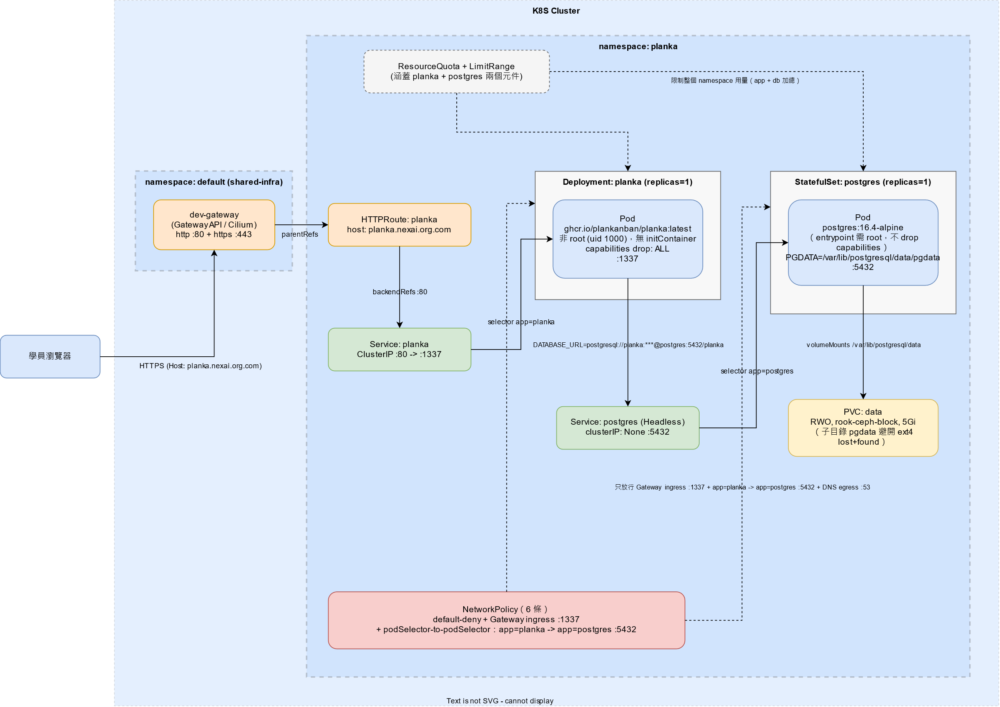 K8S Cluster
namespace: planka
ResourceQuota + LimitRange
(涵蓋 planka + postgres 兩個元件)
限制整個 namespace 用量（app + db 加總）
namespace: default (shared-infra)
dev-gateway
(Gateway API / Cilium)
http :80 + https :443
parentRefs
HTTPRoute: planka
host: planka.nexai.org.com
backendRefs :80
Service: planka
ClusterIP :80 -> :1337
selector app=planka
Deployment: planka (replicas=1)
Pod
ghcr.io/plankanban/planka:latest
非 root (uid 1000)，無 initContainer
capabilities drop: ALL
:1337
StatefulSet: postgres (replicas=1)
Pod
postgres:16.4-alpine
（entrypoint 需 root，不 drop
capabilities）
PGDATA=/var/lib/postgresql/data/pgdata
:5432
學員瀏覽器
HTTPS (Host: planka.nexai.org.com)
DATABASE_URL=postgresql://planka:***@postgres:5432/planka
volumeMounts /var/lib/postgresql/data
selector app=postgres
Service: postgres (Headless)
clusterIP: None :5432
PVC: data
RWO, rook-ceph-block, 5Gi
（子目錄 pgdata 避開 ext4
lost+found）
只放行 Gateway ingress :1337 + app=planka -> app=postgres :5432 + DNS egress :53
NetworkPolicy（6 條）
default-deny + Gateway ingress :1337
+ podSelector-to-podSelector：app=planka -> app=postgres :5432
Text is not SVG - cannot display